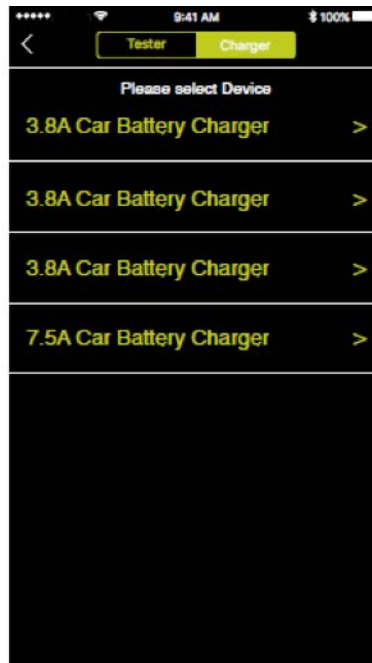 9:41 AM 100%
Tester Charger
Please select Device
3.8A Car Battery Charger >
3.8A Car Battery Charger >
3.8A Car Battery Charger >
7.5A Car Battery Charger >